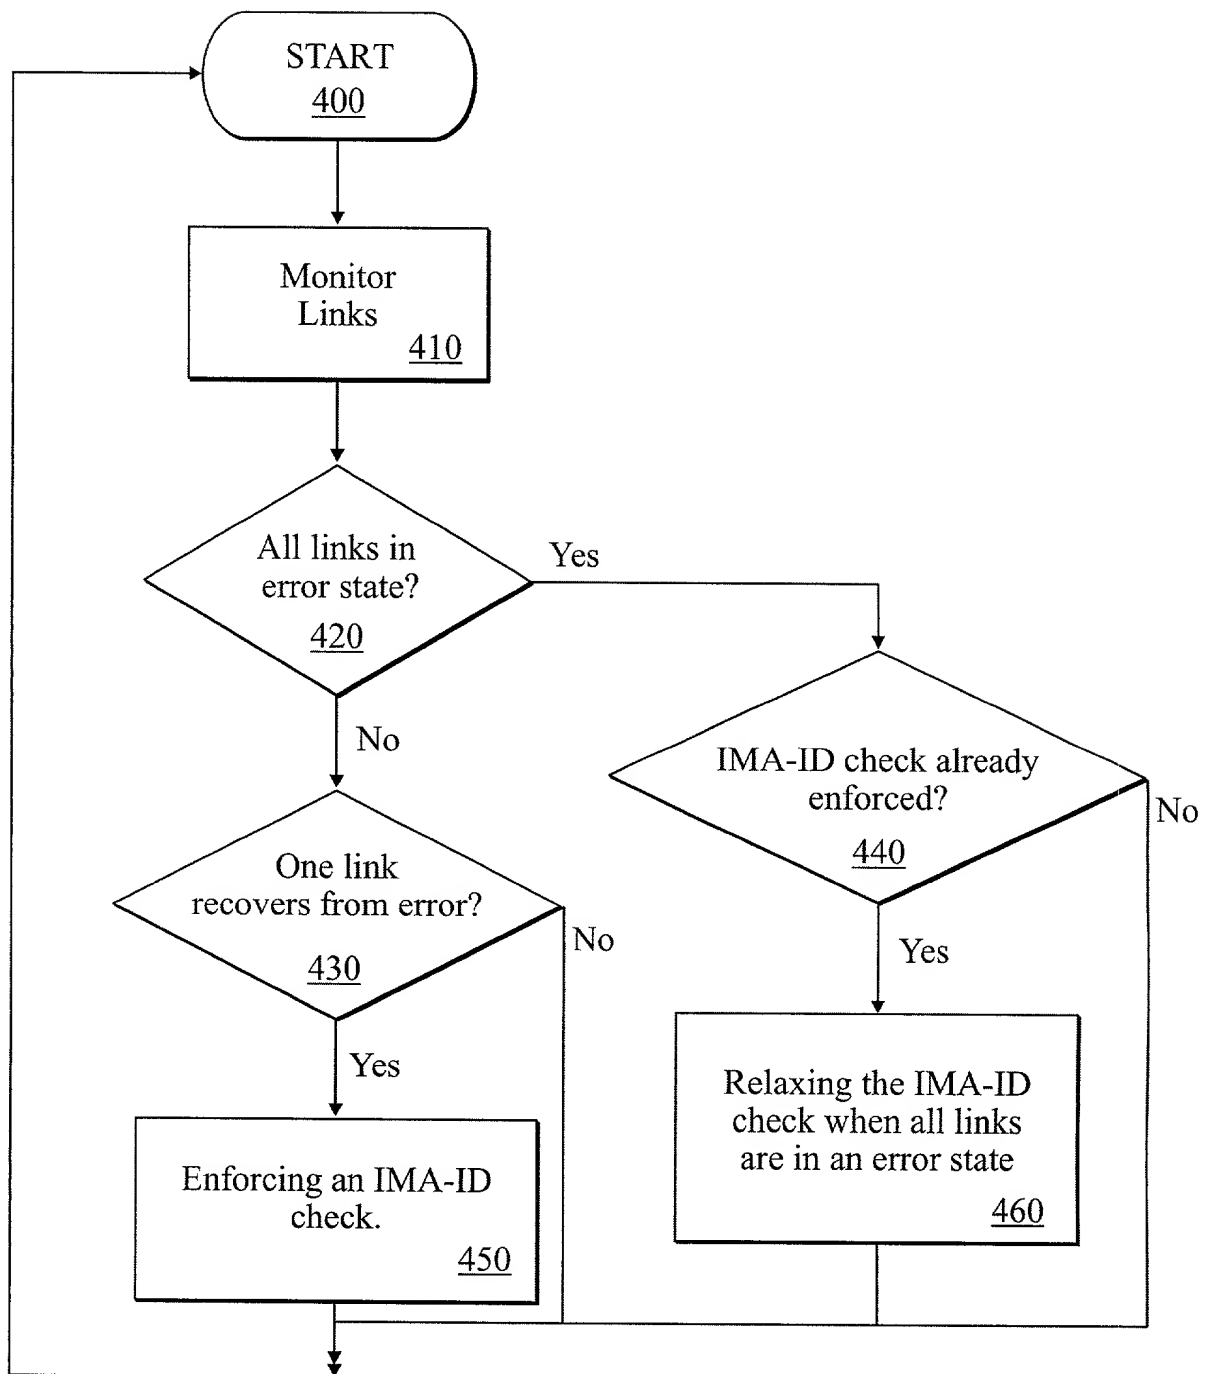 START
400
Monitor
Links
410
All links in
error state?
420
Yes
No
IMA-ID check already
enforced?
440
No
One link
recovers from error?
430
No
Yes
Yes
Relaxing the IMA-ID
check when all links
are in an error state
460
Enforcing an IMA-ID
check.
450